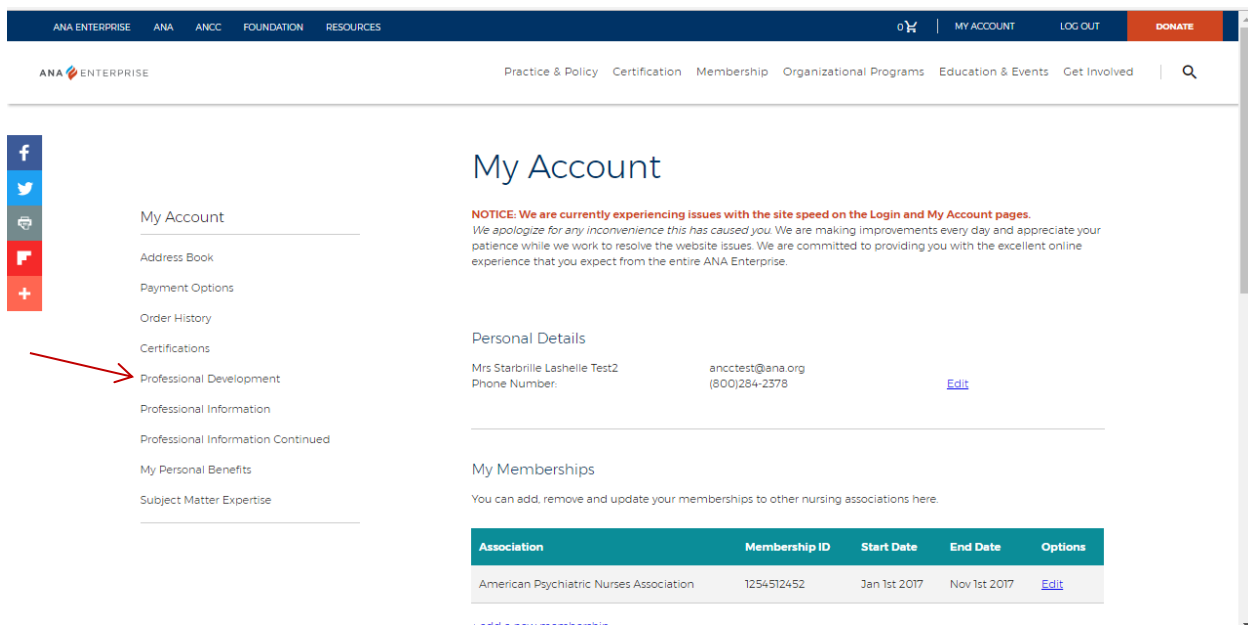 ANA ENTERPRISE ANA ANCC FOUNDATION RESOURCES 0 MY ACCOUNT LOG OUT DONATE
ANA ENTERPRISE Practice & Policy Certification Membership Organizational Programs Education & Events Get Involved
My Account
My Account
Address Book
Payment Options
Order History
Certifications
Professional Development
Professional Information
Professional Information Continued
My Personal Benefits
Subject Matter Expertise
NOTICE: We are currently experiencing issues with the site speed on the Login and My Account pages.
We apologize for any inconvenience this has caused you. We are making improvements every day and appreciate your
patience while we work to resolve the website issues. We are committed to providing you with the excellent online
experience that you expect from the entire ANA Enterprise.
Personal Details
Mrs Starbrille Lashelle Test2 ancctest@ana.org
Phone Number: (800)284-2378 Edit
My Memberships
You can add, remove and update your memberships to other nursing associations here.
Association Membership ID Start Date End Date Options
American Psychiatric Nurses Association 1254512452 Jan 1st 2017 Nov 1st 2017 Edit
+ add a new membership